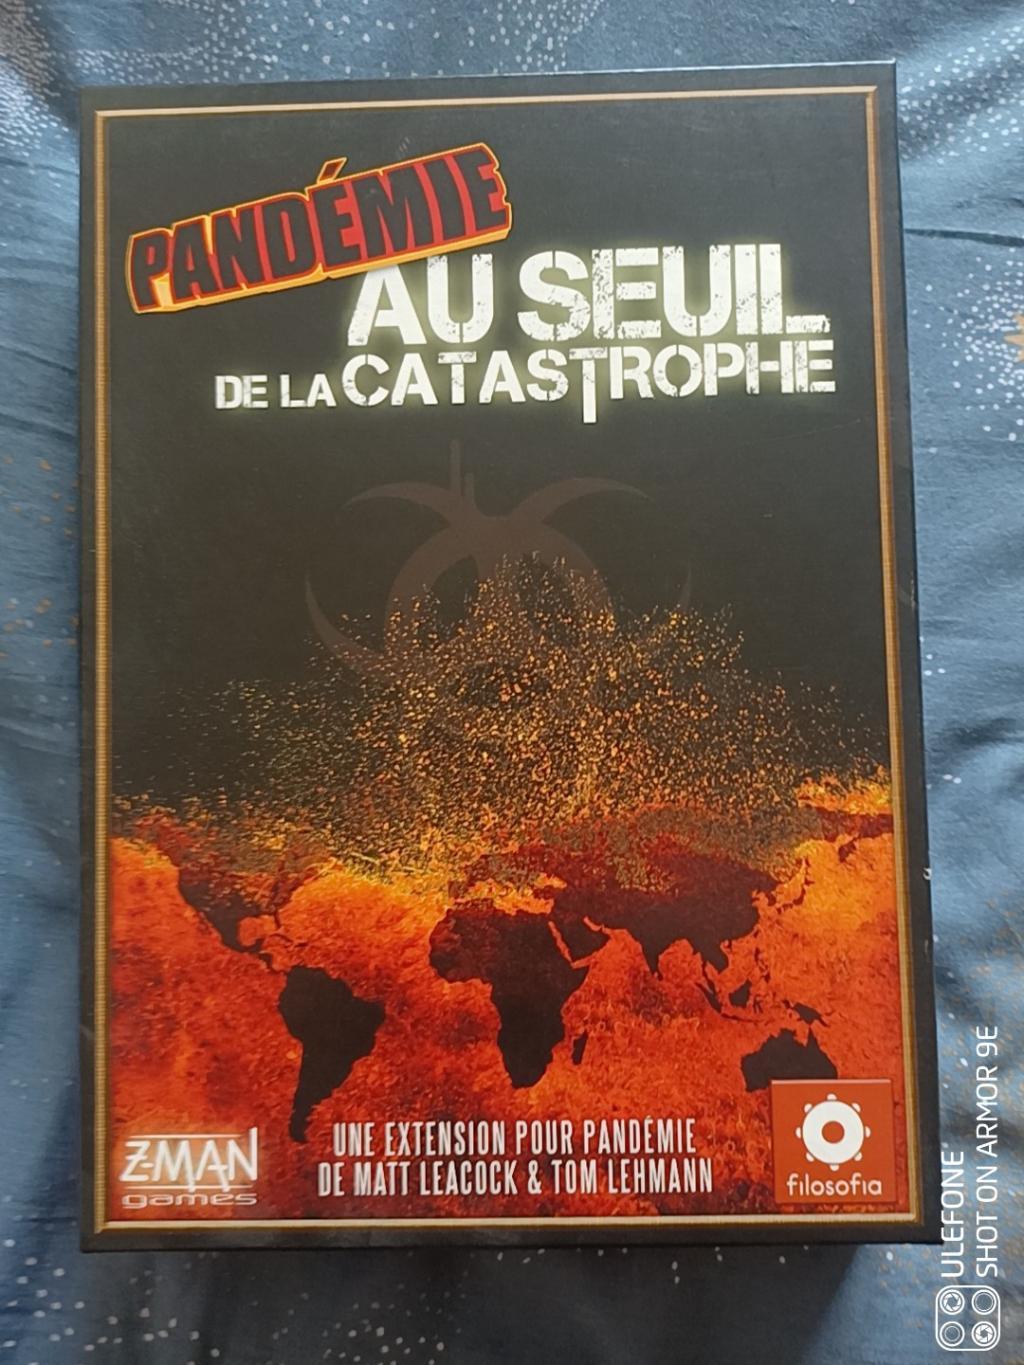 PANDÉMIE
AU SEUIL
DE LA CATASTROPHE
UNE EXTENSION POUR PANDÉMIE
DE MATT LEACOCK & TOM LEHMANN
Z-MAN
games
filosofia
ULEFONE
SHOT ON ARMOR 9E